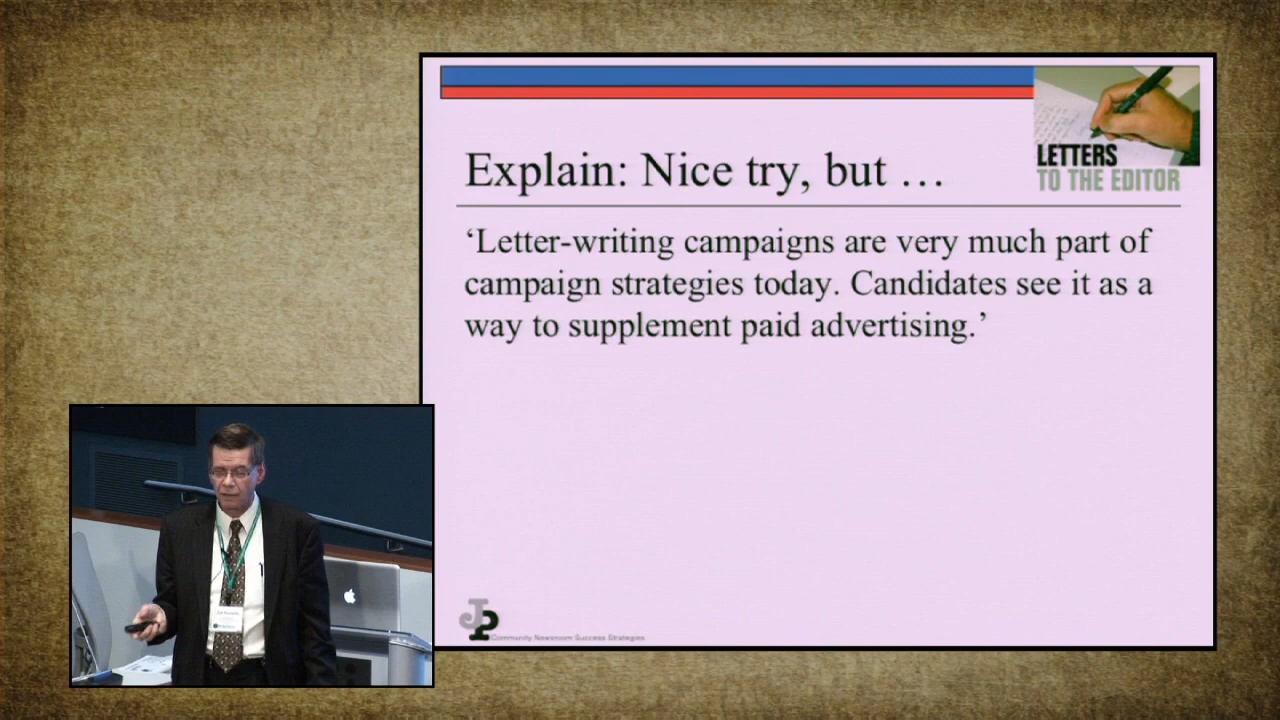 LETTERS
TO THE EDITOR
Explain: Nice try, but …
‘Letter-writing campaigns are very much part of
campaign strategies today. Candidates see it as a
way to supplement paid advertising.’
JP
Community Newsroom Success Strategies